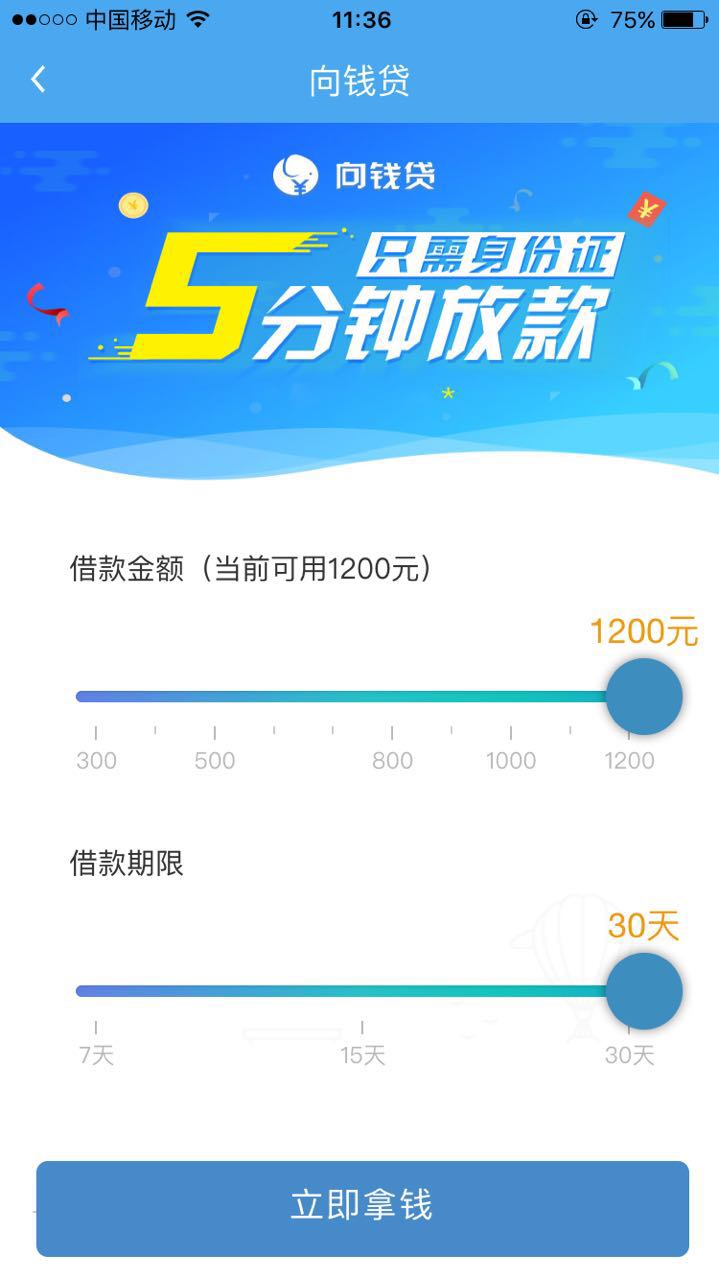 中国移动 11:36 75%
向钱贷
向钱贷
只需身份证
5分钟放款
借款金额（当前可用1200元）
1200元
300 500 800 1000 1200
借款期限
30天
7天 15天 30天
立即拿钱